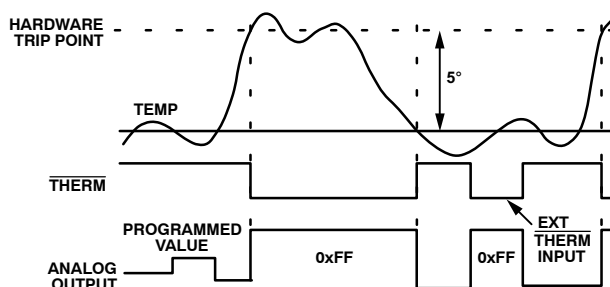 HARDWARE
TRIP POINT
5°
TEMP
THERM
EXT
THERM
INPUT
PROGRAMMED
VALUE
0xFF
0xFF
ANALOG
OUTPUT